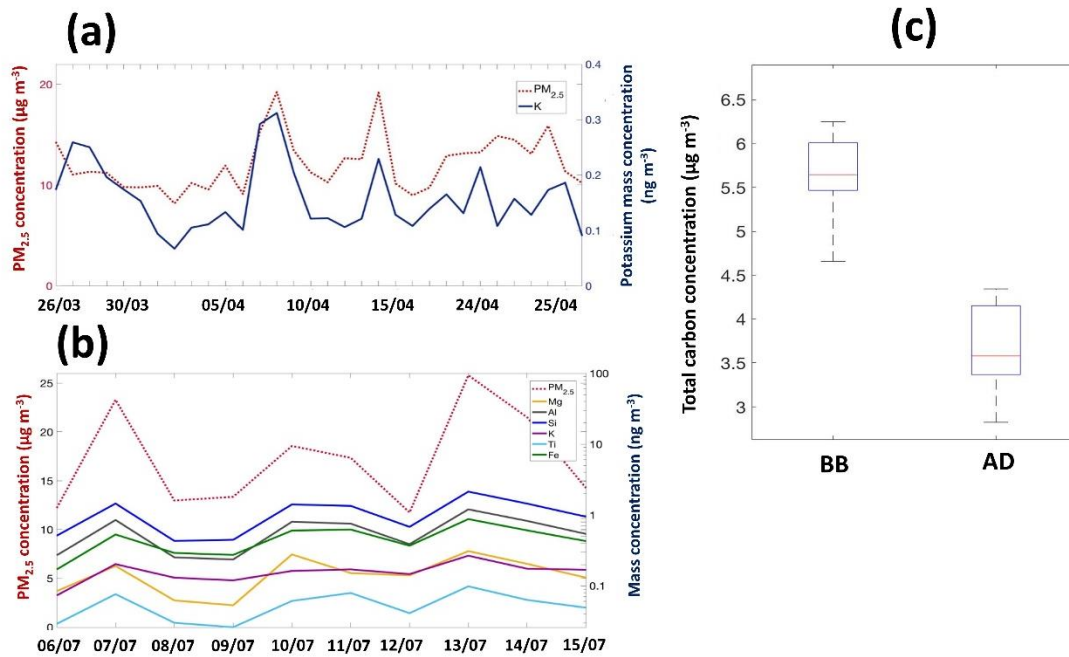 (a)
PM2.5 concentration (µg m-3)
20
10
0
PM2.5
K
0.4
0.3
0.2
0.1
0
Potassium mass concentration
(ng m-3)
26/03 30/03 05/04 10/04 15/04 24/04 25/04
(b)
PM2.5 concentration (µg m-3)
25
20
15
10
5
0
PM2.5
Mg
Al
Si
K
Ti
Fe
100
10
1
0.1
Mass concentration (ng m-3)
06/07 07/07 08/07 09/07 10/07 11/07 12/07 13/07 14/07 15/07
(c)
Total carbon concentration (µg m-3)
6.5
6
5.5
5
4.5
4
3.5
3
BB AD